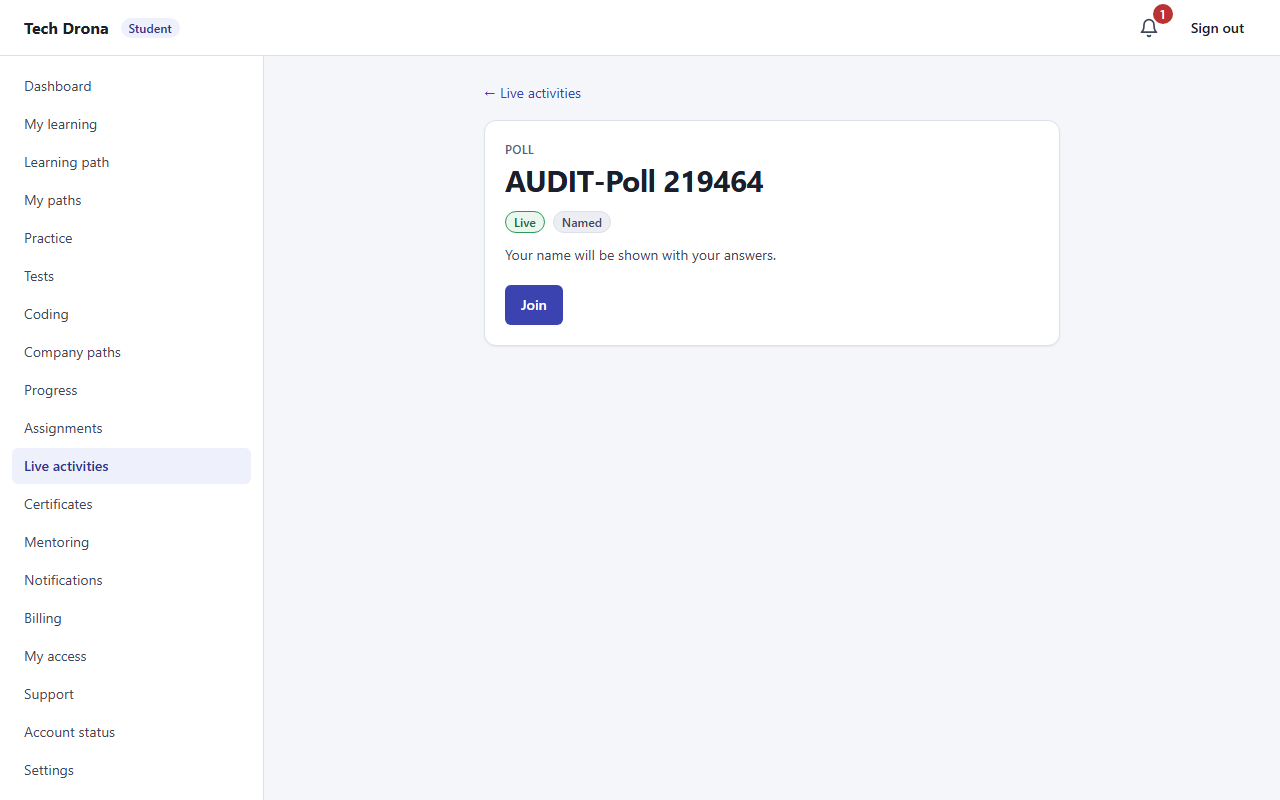 Tech Drona
Student
1
Sign out
Dashboard
My learning
Learning path
My paths
Practice
Tests
Coding
Company paths
Progress
Assignments
Live activities
Certificates
Mentoring
Notifications
Billing
My access
Support
Account status
Settings
← Live activities
POLL
AUDIT-Poll 219464
Live
Named
Your name will be shown with your answers.
Join